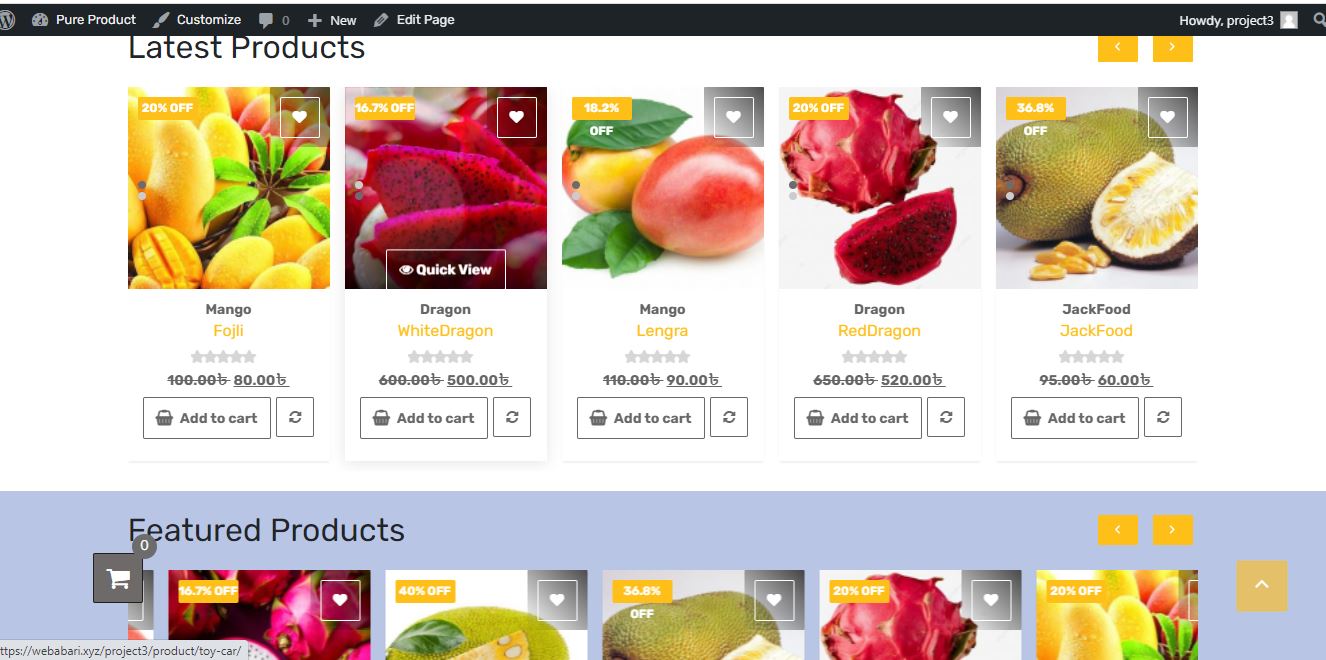 Pure Product Customize 0 New Edit Page Howdy, project3
Latest Products
20% OFF
16.7% OFF
18.2%
OFF
20% OFF
36.8%
OFF
Quick View
Mango
Fojli
100.00৳ 80.00৳
Add to cart
Dragon
WhiteDragon
600.00৳ 500.00৳
Add to cart
Mango
Lengra
110.00৳ 90.00৳
Add to cart
Dragon
RedDragon
650.00৳ 520.00৳
Add to cart
JackFood
JackFood
95.00৳ 60.00৳
Add to cart
Featured Products
0
16.7% OFF
40% OFF
36.8%
OFF
20% OFF
20% OFF
ttps://webabari.xyz/project3/product/toy-car/